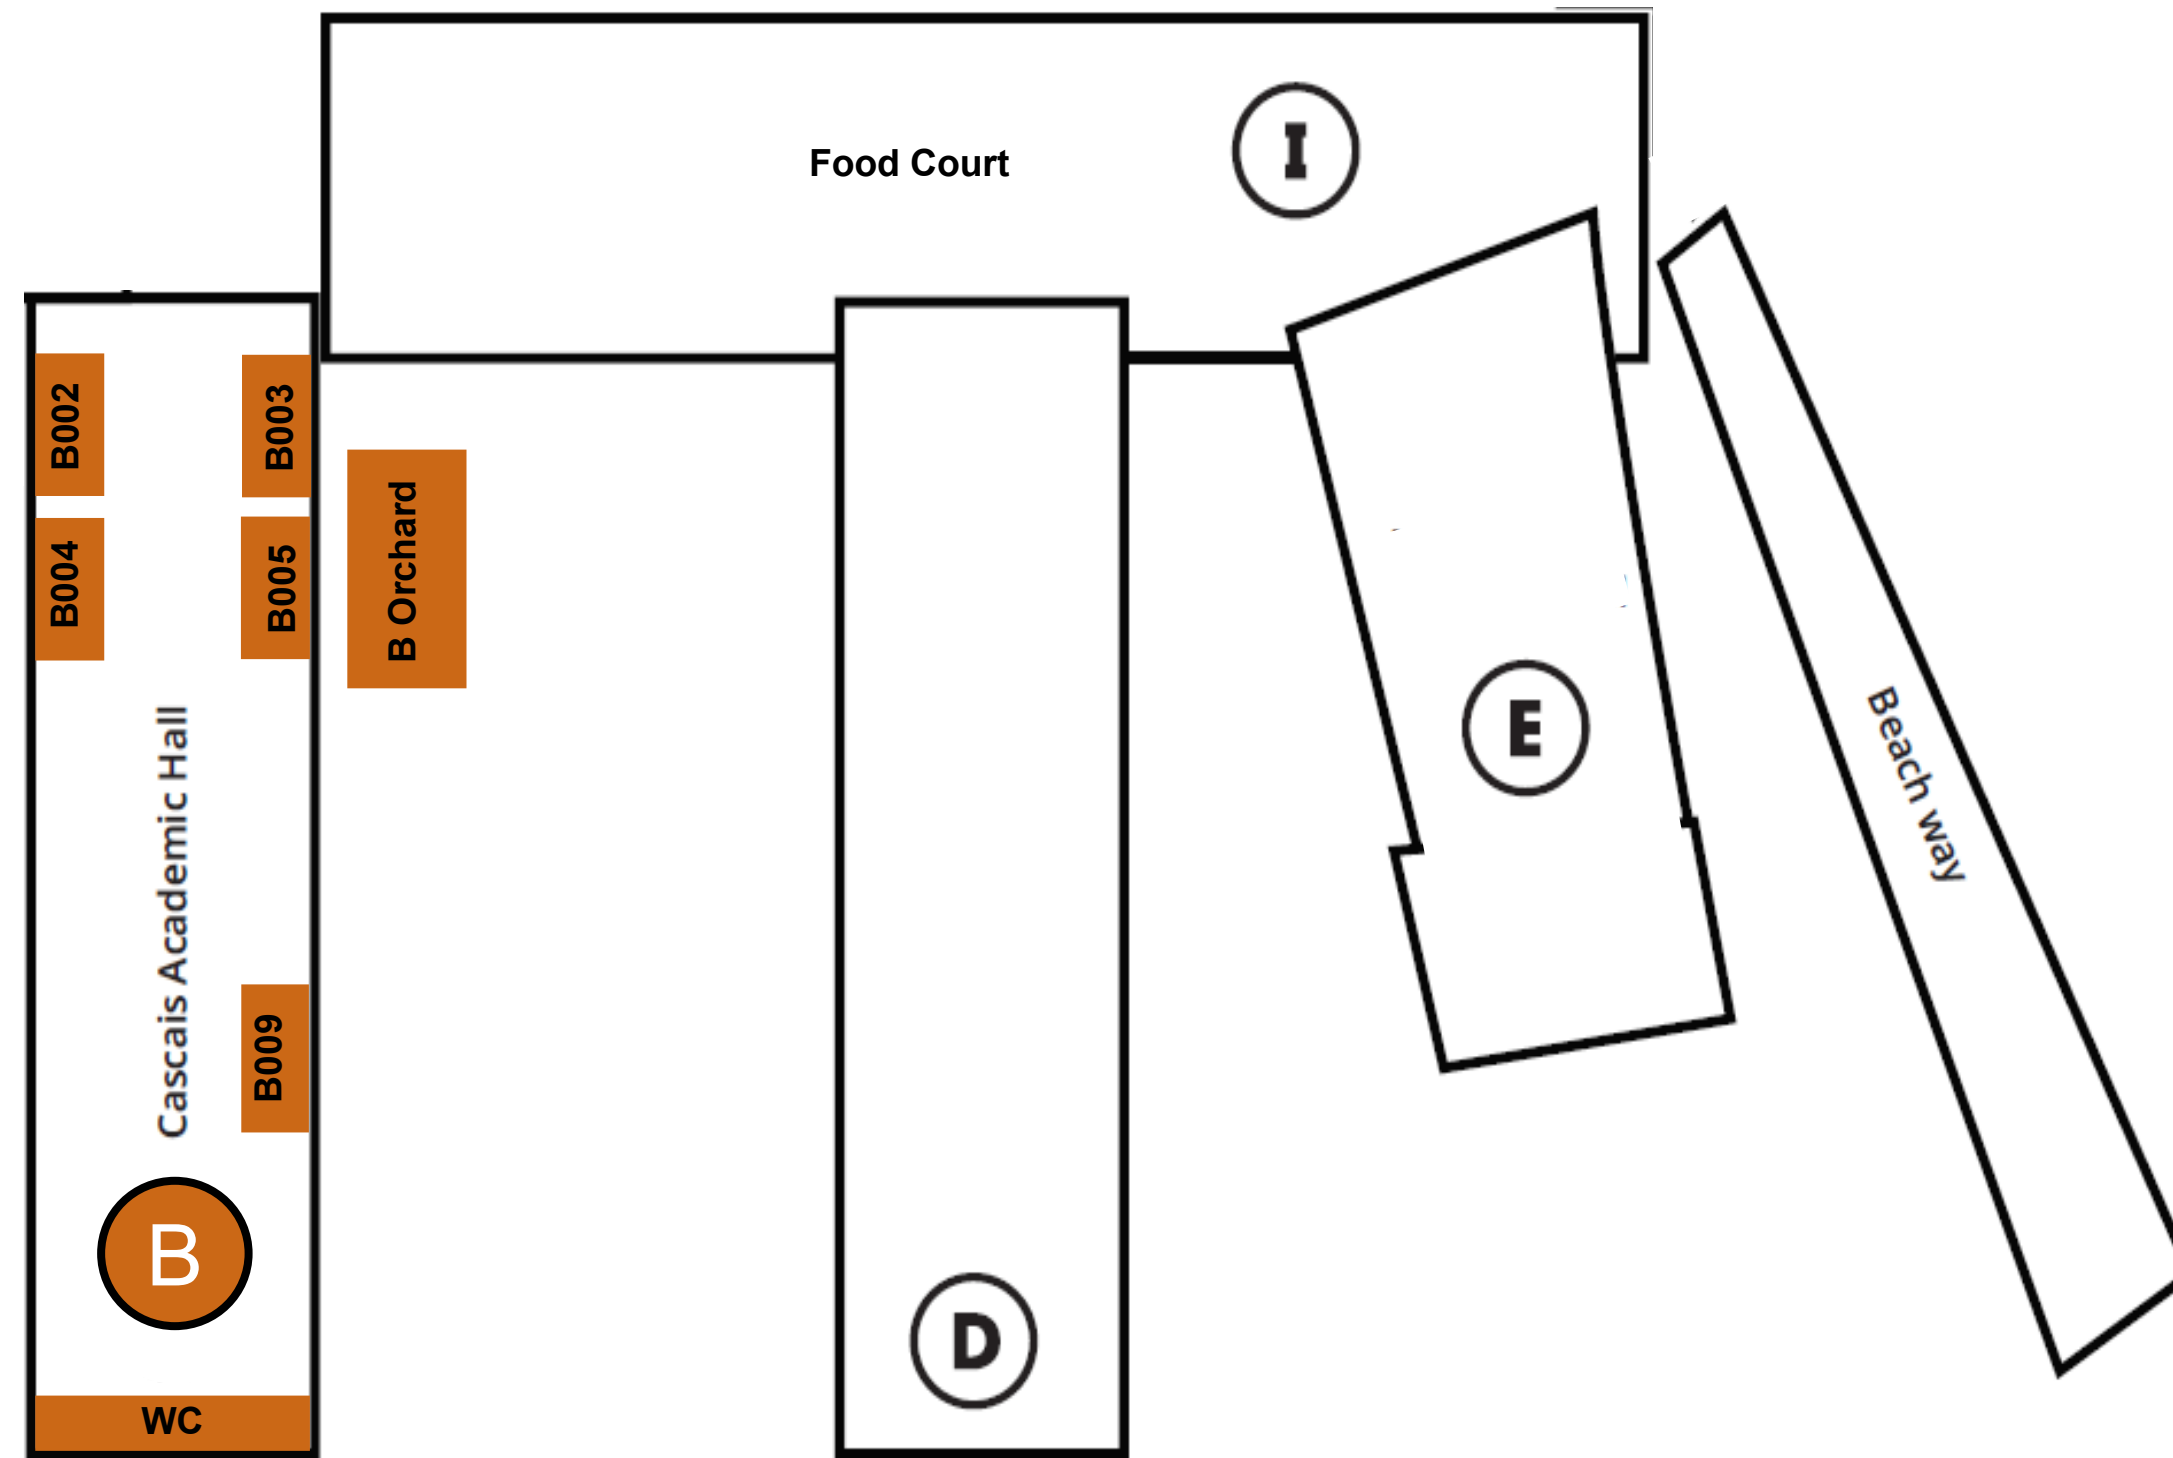 I
Food Court
B002
B003
B004
B005
B Orchard
Cascais Academic Hall
B009
B
WC
D
E
Beach way